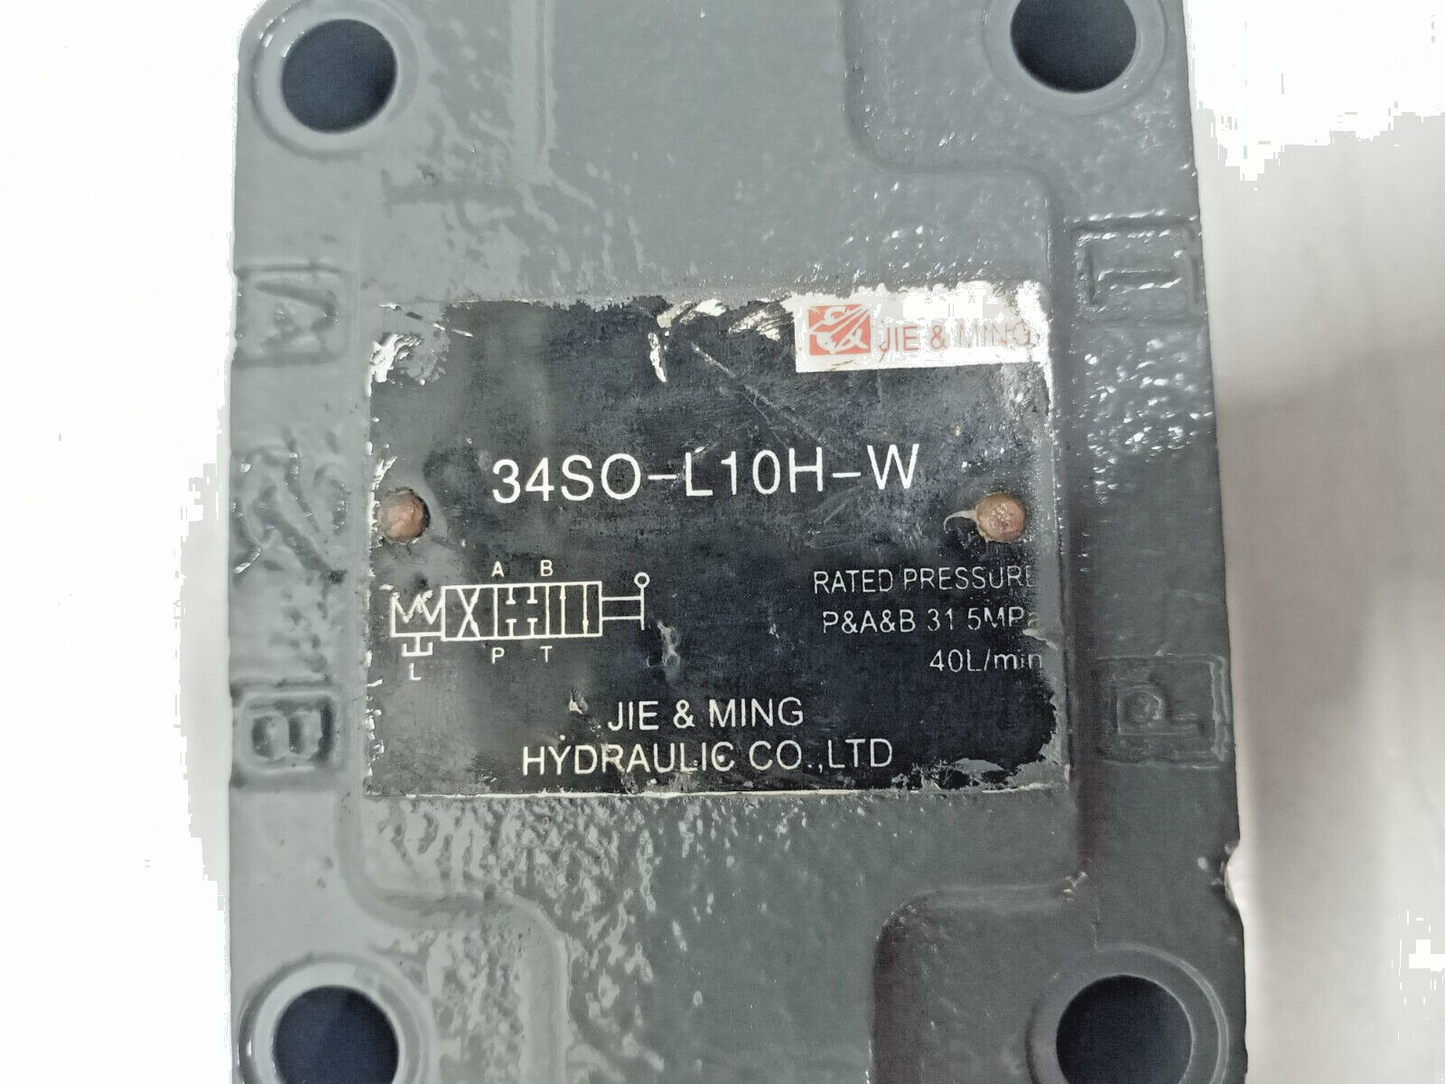 JIE & MING
34SO-L10H-W
A B
P T
L
RATED PRESSURE
P&A&B 31.5MPa
40L/min
JIE & MING
HYDRAULIC CO.,LTD
A
L
B
P